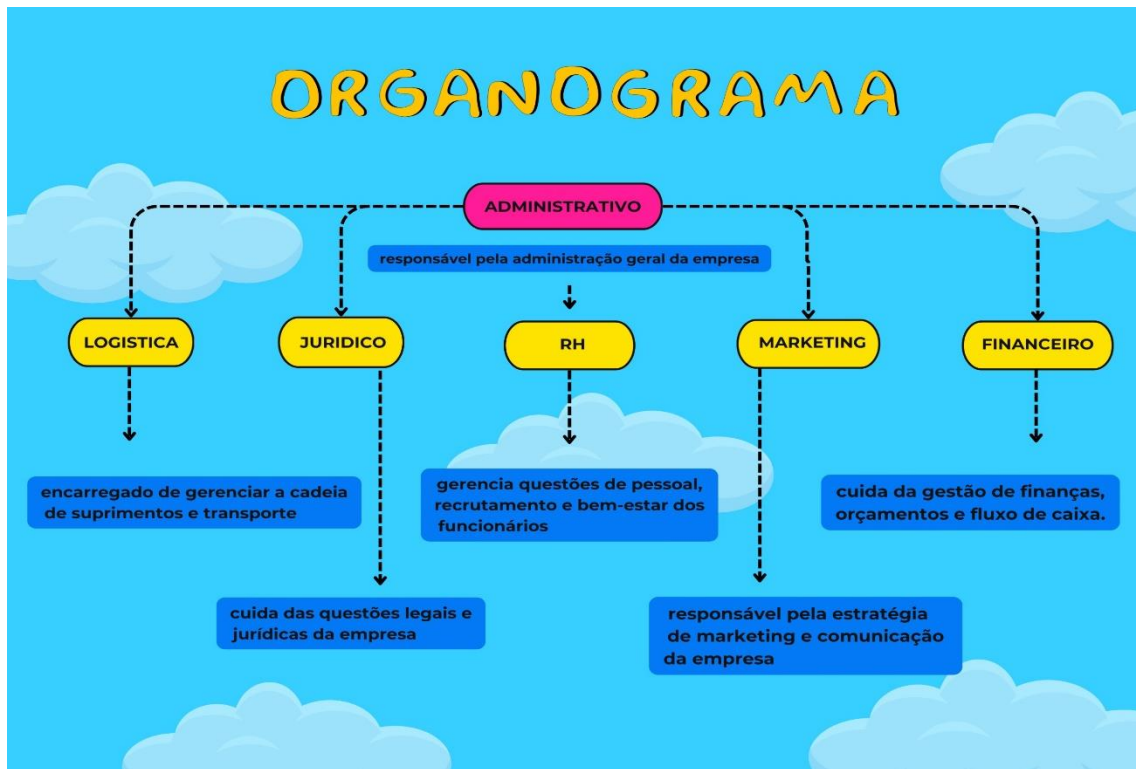 ORGANOGRAMA
ADMINISTRATIVO
responsável pela administração geral da empresa
LOGISTICA
JURIDICO
RH
MARKETING
FINANCEIRO
encarregado de gerenciar a cadeia
de suprimentos e transporte
gerencia questões de pessoal,
recrutamento e bem-estar dos
funcionários
cuida da gestão de finanças,
orçamentos e fluxo de caixa.
cuida das questões legais e
jurídicas da empresa
responsável pela estratégia
de marketing e comunicação
da empresa